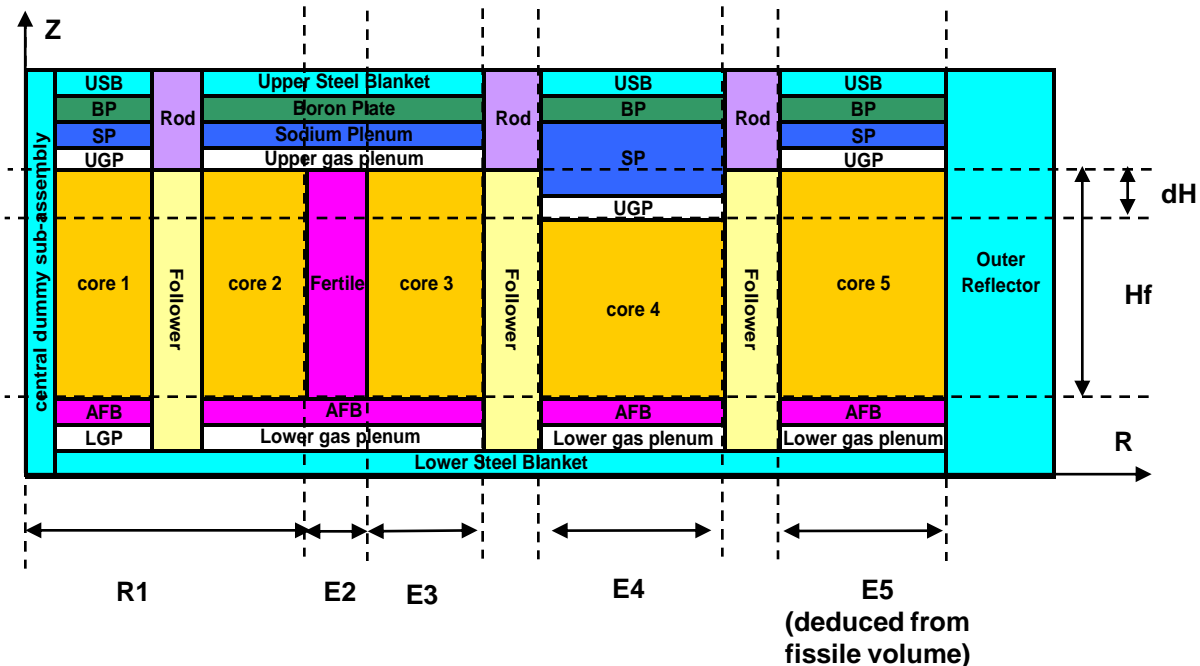 Z
USB
Upper Steel Blanket
USB
USB
BP
Rod
Boron Plate
Rod
BP
Rod
BP
SP
Sodium Plenum
SP
SP
UGP
Upper gas plenum
UGP
UGP
dH
central dummy sub-assembly
core 1
Follower
core 2
Fertile
core 3
Follower
core 4
Follower
core 5
Outer
Reflector
Hf
AFB
AFB
AFB
AFB
LGP
Lower gas plenum
Lower gas plenum
Lower gas plenum
R
Lower Steel Blanket
R1
E2
E3
E4
E5
(deduced from
fissile volume)